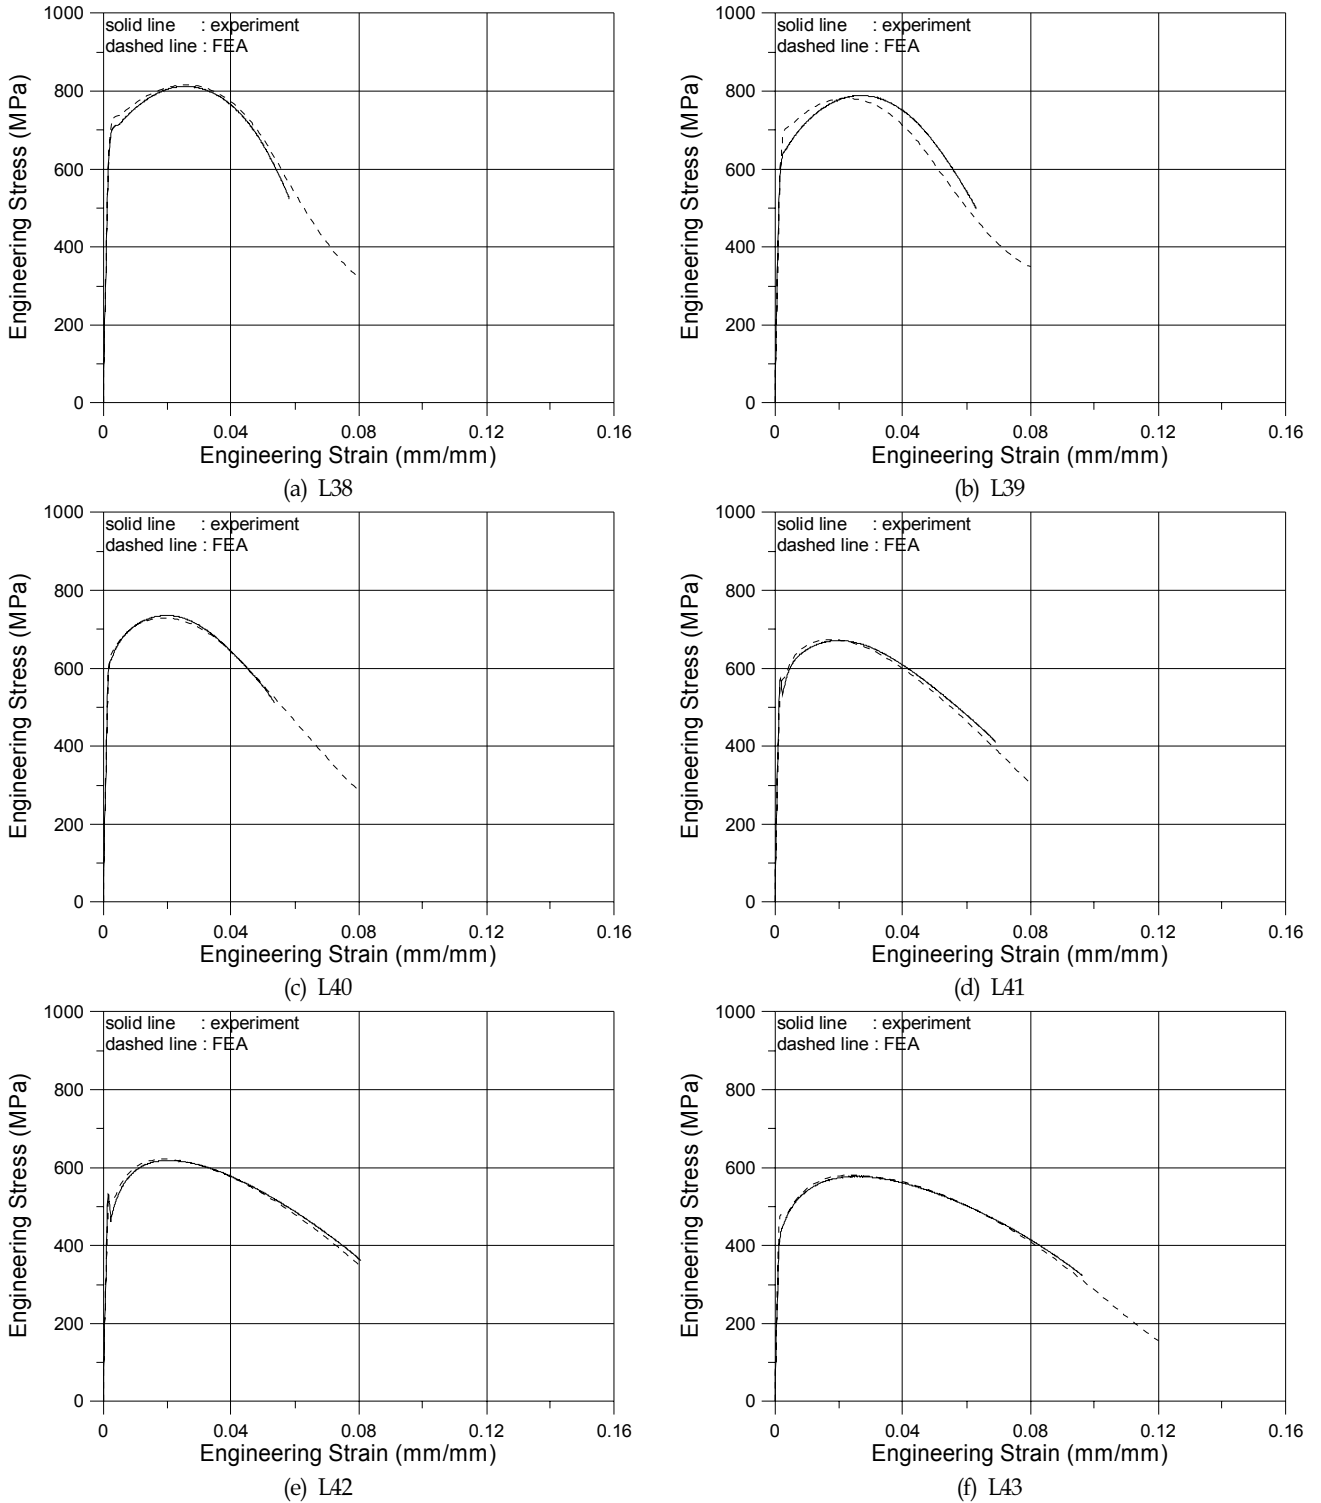 1000
800
600
400
200
0
Engineering Stress (MPa)
solid line : experiment
dashed line : FEA
0 0.04 0.08 0.12 0.16
Engineering Strain (mm/mm)
(a) L38
1000
800
600
400
200
0
Engineering Stress (MPa)
solid line : experiment
dashed line : FEA
0 0.04 0.08 0.12 0.16
Engineering Strain (mm/mm)
(b) L39
1000
800
600
400
200
0
Engineering Stress (MPa)
solid line : experiment
dashed line : FEA
0 0.04 0.08 0.12 0.16
Engineering Strain (mm/mm)
(c) L40
1000
800
600
400
200
0
Engineering Stress (MPa)
solid line : experiment
dashed line : FEA
0 0.04 0.08 0.12 0.16
Engineering Strain (mm/mm)
(d) L41
1000
800
600
400
200
0
Engineering Stress (MPa)
solid line : experiment
dashed line : FEA
0 0.04 0.08 0.12 0.16
Engineering Strain (mm/mm)
(e) L42
1000
800
600
400
200
0
Engineering Stress (MPa)
solid line : experiment
dashed line : FEA
0 0.04 0.08 0.12 0.16
Engineering Strain (mm/mm)
(f) L43